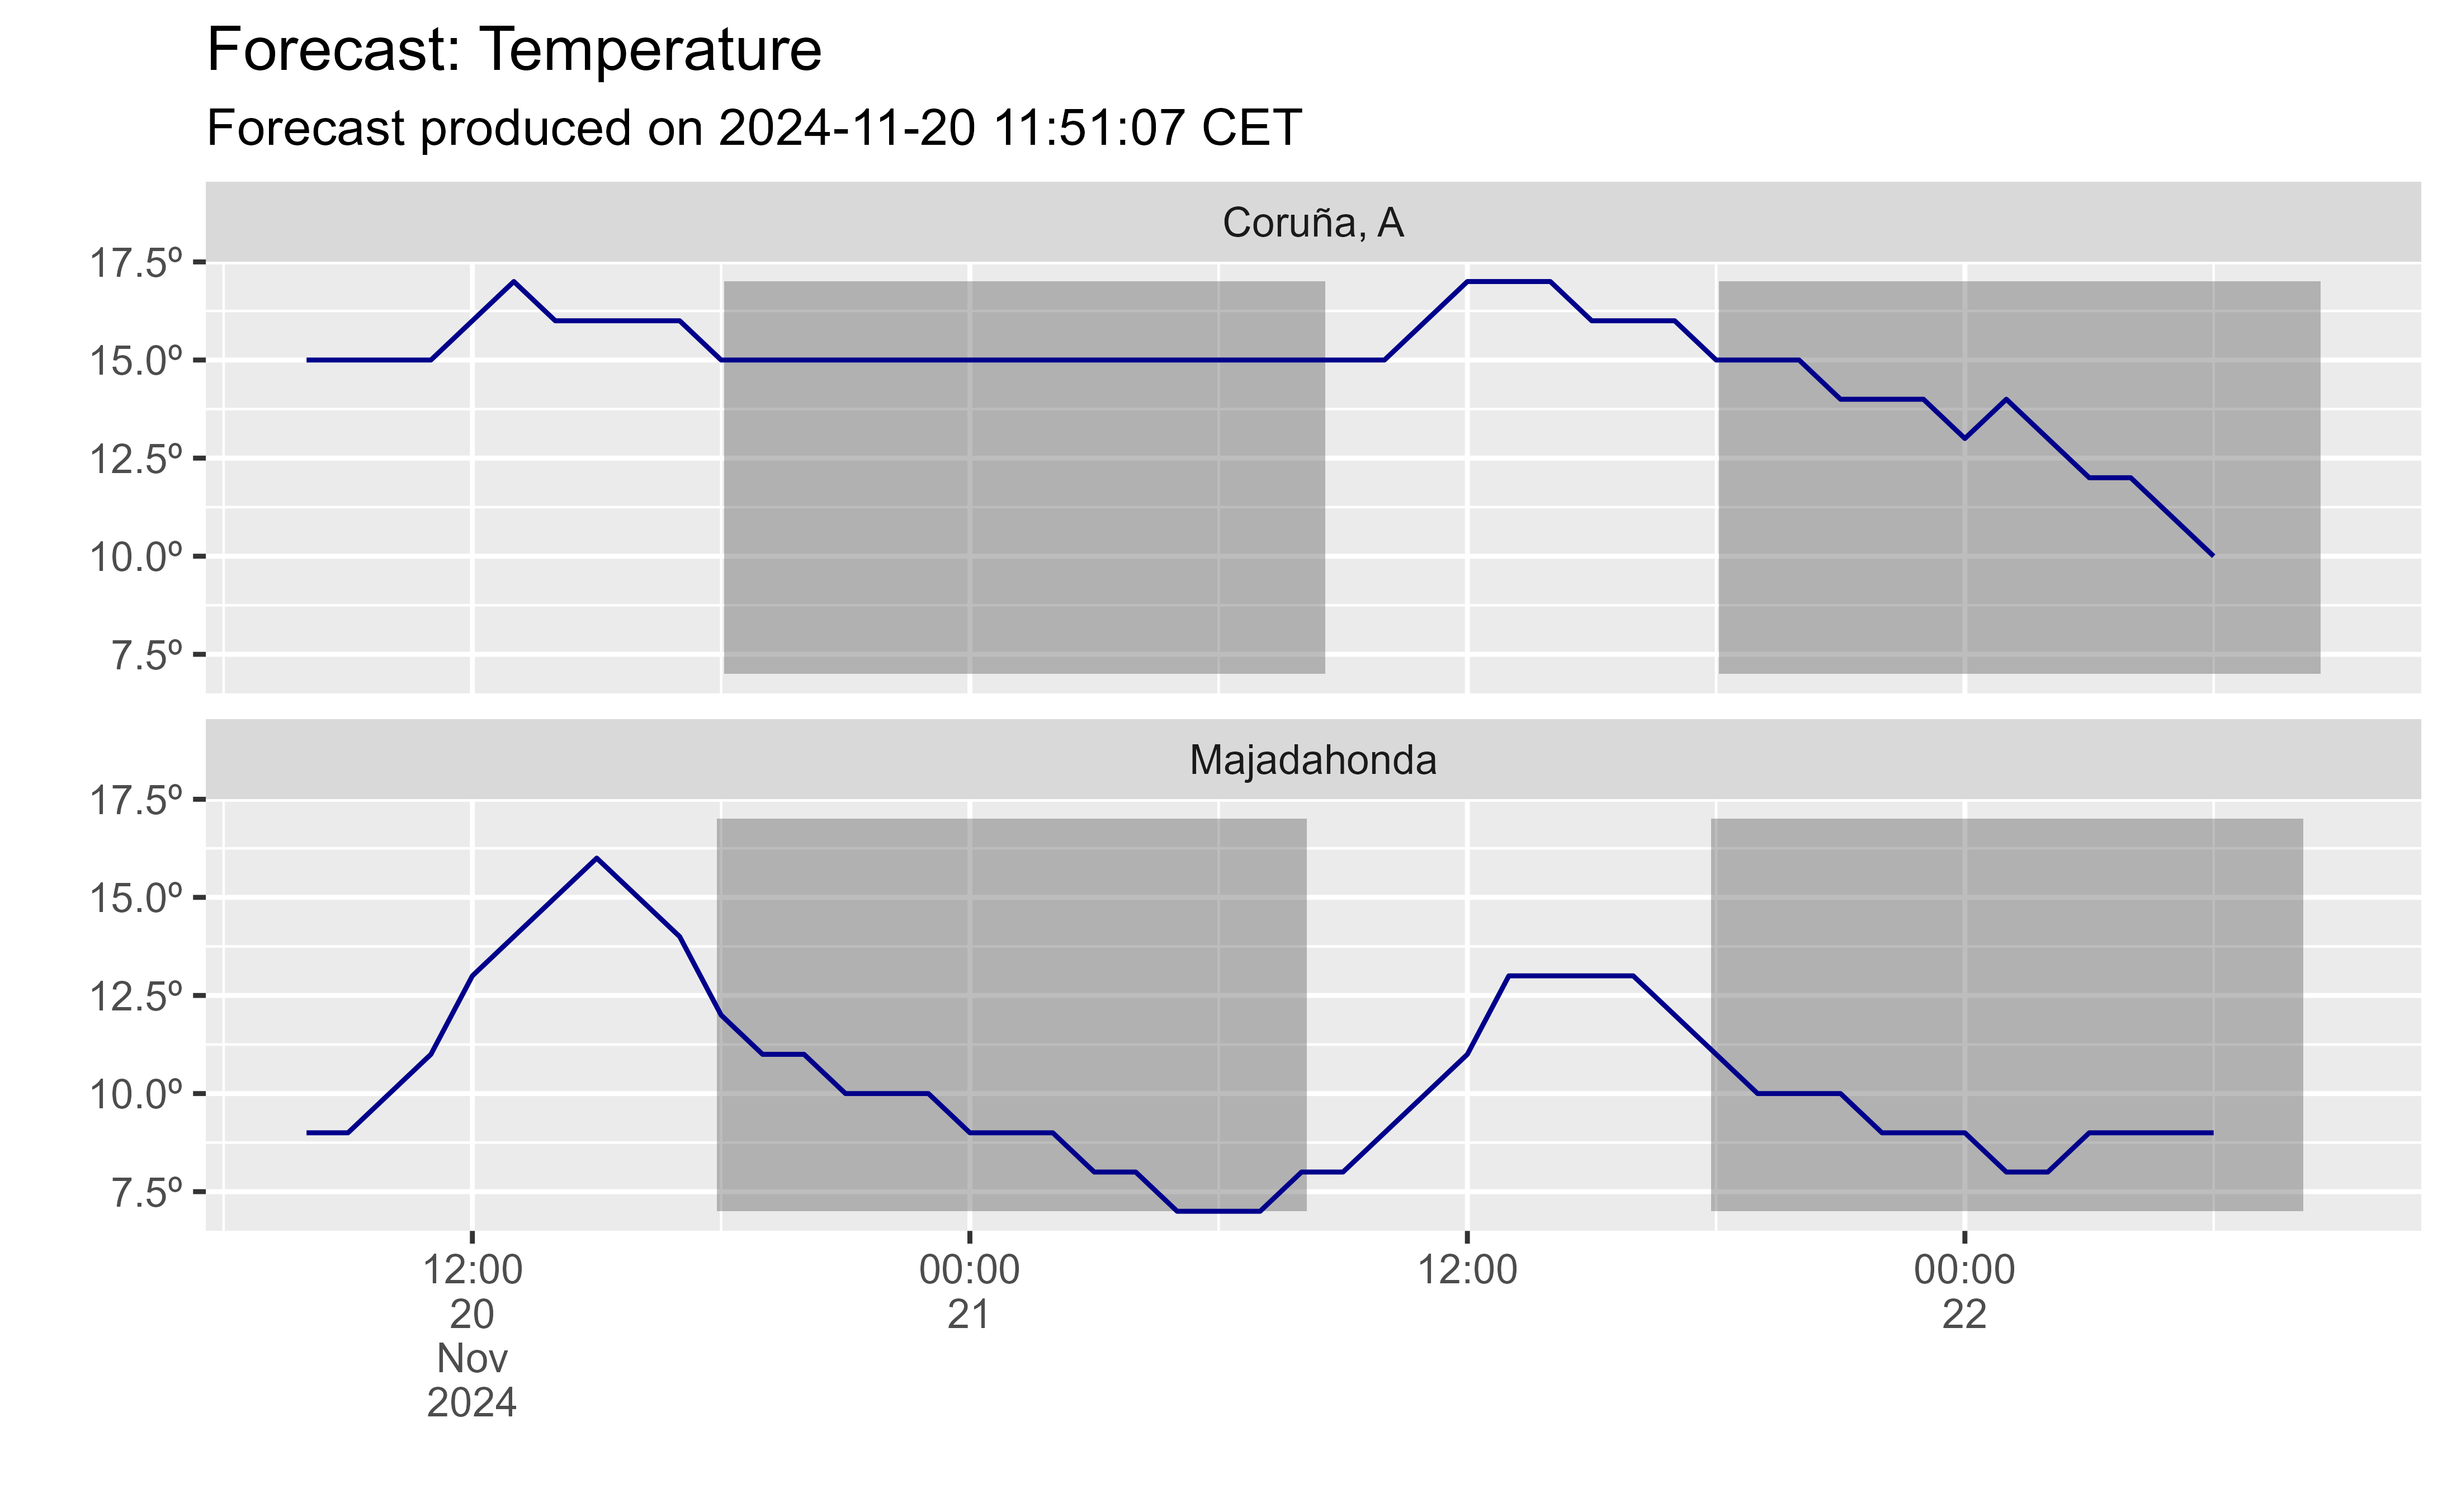 Forecast: Temperature
Forecast produced on 2024-11-20 11:51:07 CET
Coruña, A
17.5º
15.0º
12.5º
10.0º
7.5º
Majadahonda
17.5º
15.0º
12.5º
10.0º
7.5º
12:00 00:00 12:00 00:00
20 21 22
Nov
2024